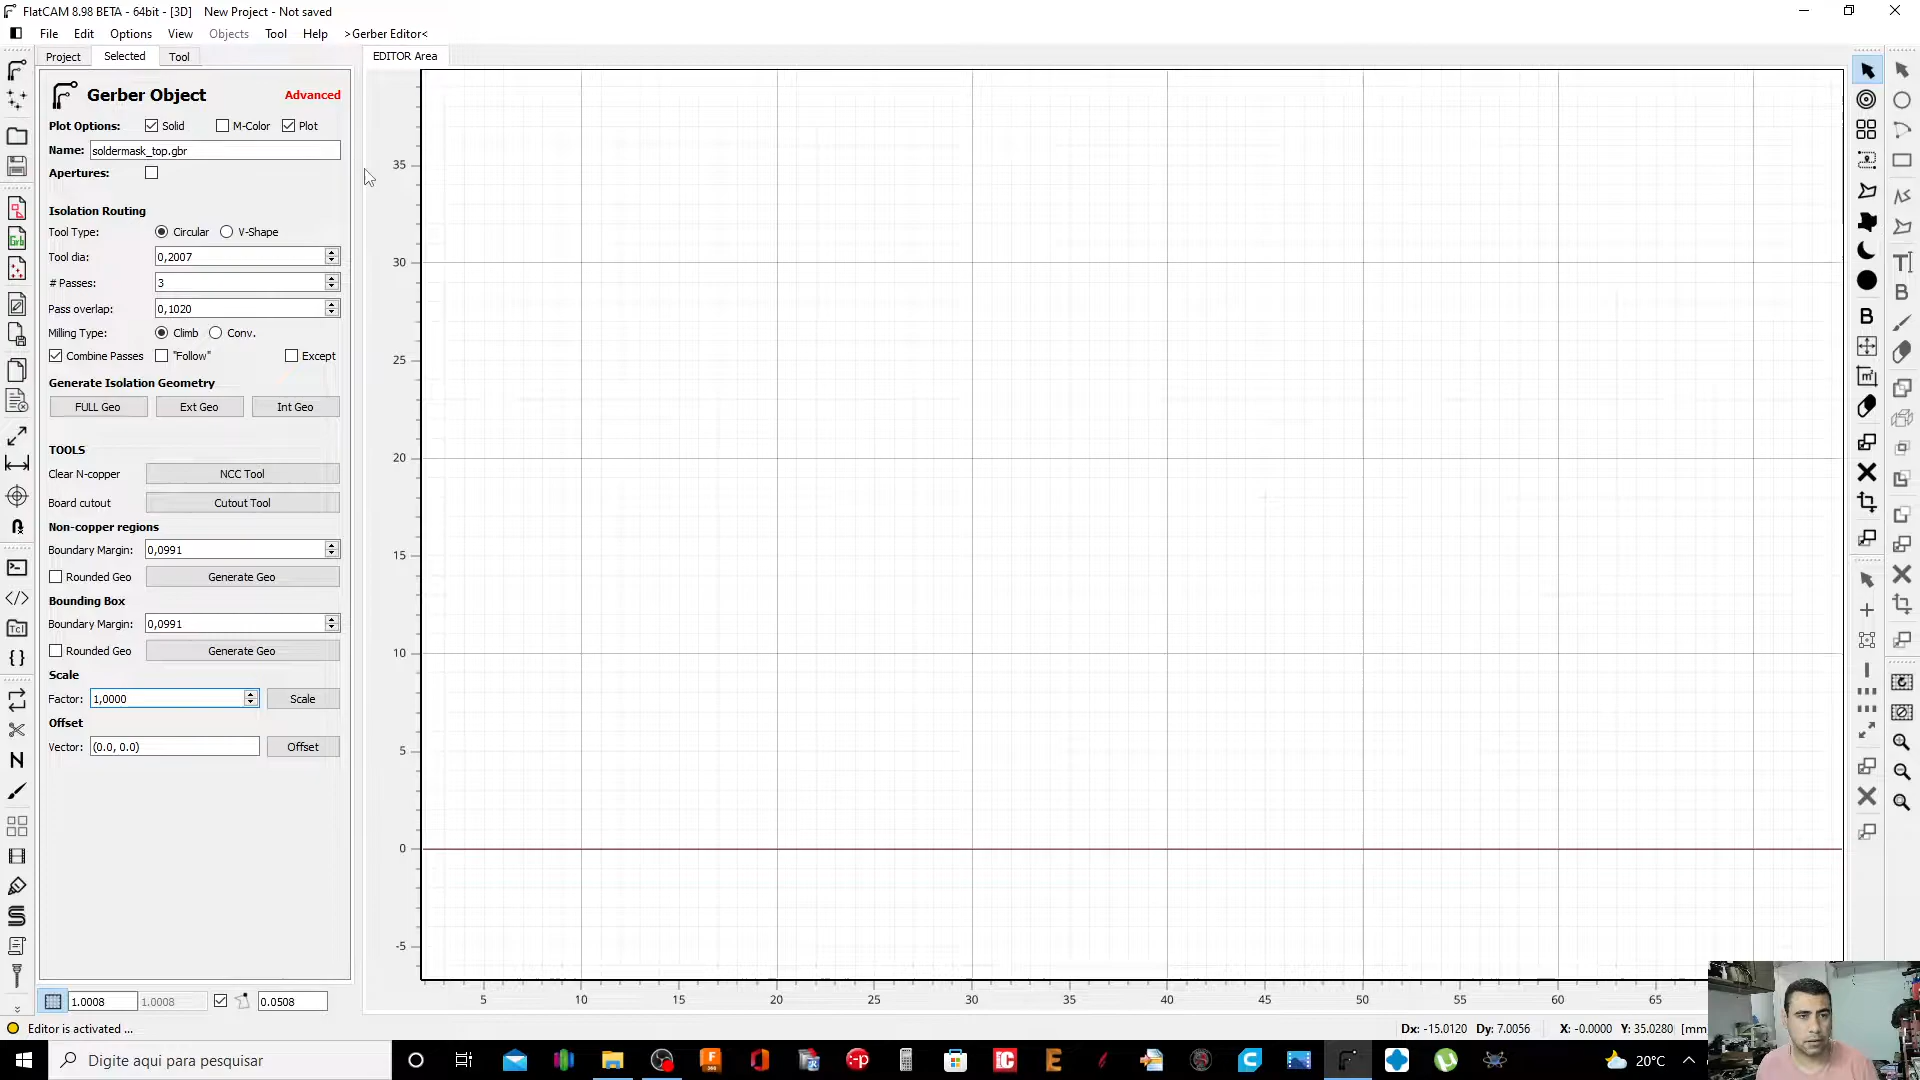 FlatCAM 8.98 BETA - 64bit - [3D] New Project - Not saved
File Edit Options View Objects Tool Help >Gerber Editor<
Project Selected Tool EDITOR Area
Gerber Object Advanced
Plot Options: Solid M-Color Plot
Name: soldermask_top.gbr
Apertures:
Isolation Routing
Tool Type: Circular V-Shape
Tool dia: 0,2007
# Passes: 3
Pass overlap: 0,1020
Milling Type: Climb Conv.
Combine Passes "Follow" Except
Generate Isolation Geometry
FULL Geo Ext Geo Int Geo
TOOLS
Clear N-copper NCC Tool
Board cutout Cutout Tool
Non-copper regions
Boundary Margin: 0,0991
Rounded Geo Generate Geo
Bounding Box
Boundary Margin: 0,0991
Rounded Geo Generate Geo
Scale
Factor: 1,0000 Scale
Offset
Vector: (0.0, 0.0) Offset
35
30
25
20
15
10
5
0
-5
5 10 15 20 25 30 35 40 45 50 55 60 65
1.0008 1.0008 0.0508
Editor is activated ... Dx: -15.0120 Dy: 7.0056 X: -0.0000 Y: 35.0280 [mm
Digite aqui para pesquisar 20°C